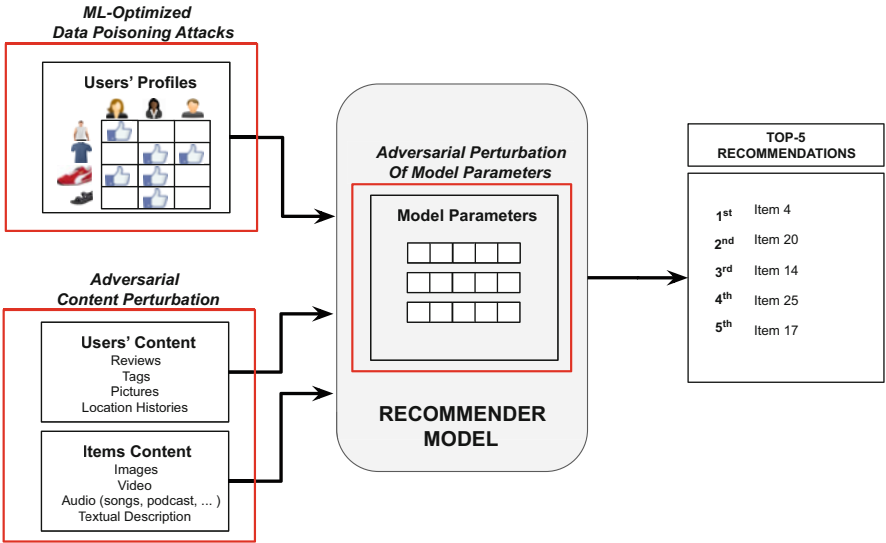 ML-Optimized
Data Poisoning Attacks
Users' Profiles
Adversarial
Content Perturbation
Users' Content
Reviews
Tags
Pictures
Location Histories
Items Content
Images
Video
Audio (songs, podcast, ... )
Textual Description
Adversarial Perturbation
Of Model Parameters
Model Parameters
RECOMMENDER
MODEL
TOP-5
RECOMMENDATIONS
1st Item 4
2nd Item 20
3rd Item 14
4th Item 25
5th Item 17